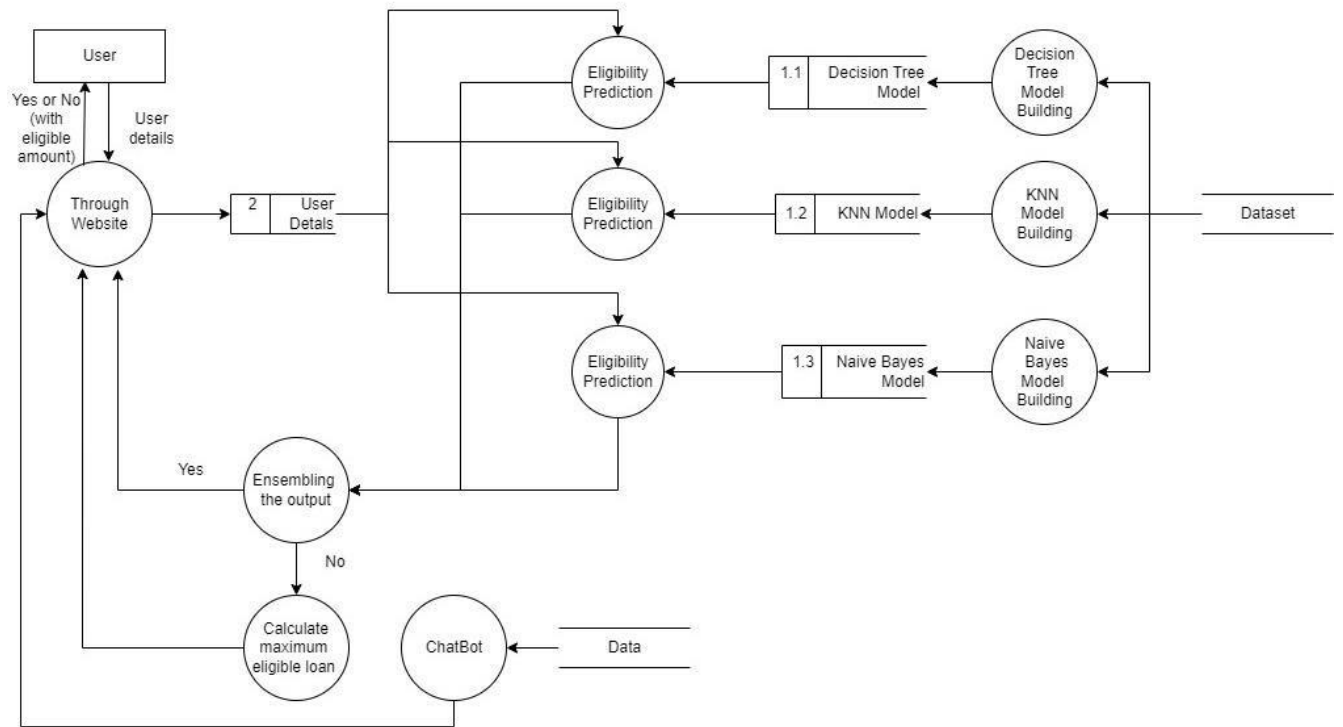 User
Yes or No
(with
eligible
amount)
User
details
Through
Website
2
User
Detals
Eligibility
Prediction
1.1
Decision Tree
Model
Decision
Tree
Model
Building
Eligibility
Prediction
1.2
KNN Model
KNN
Model
Building
Dataset
Eligibility
Prediction
1.3
Naive Bayes
Model
Naive
Bayes
Model
Building
Yes
Ensembling
the output
No
Calculate
maximum
eligible loan
ChatBot
Data